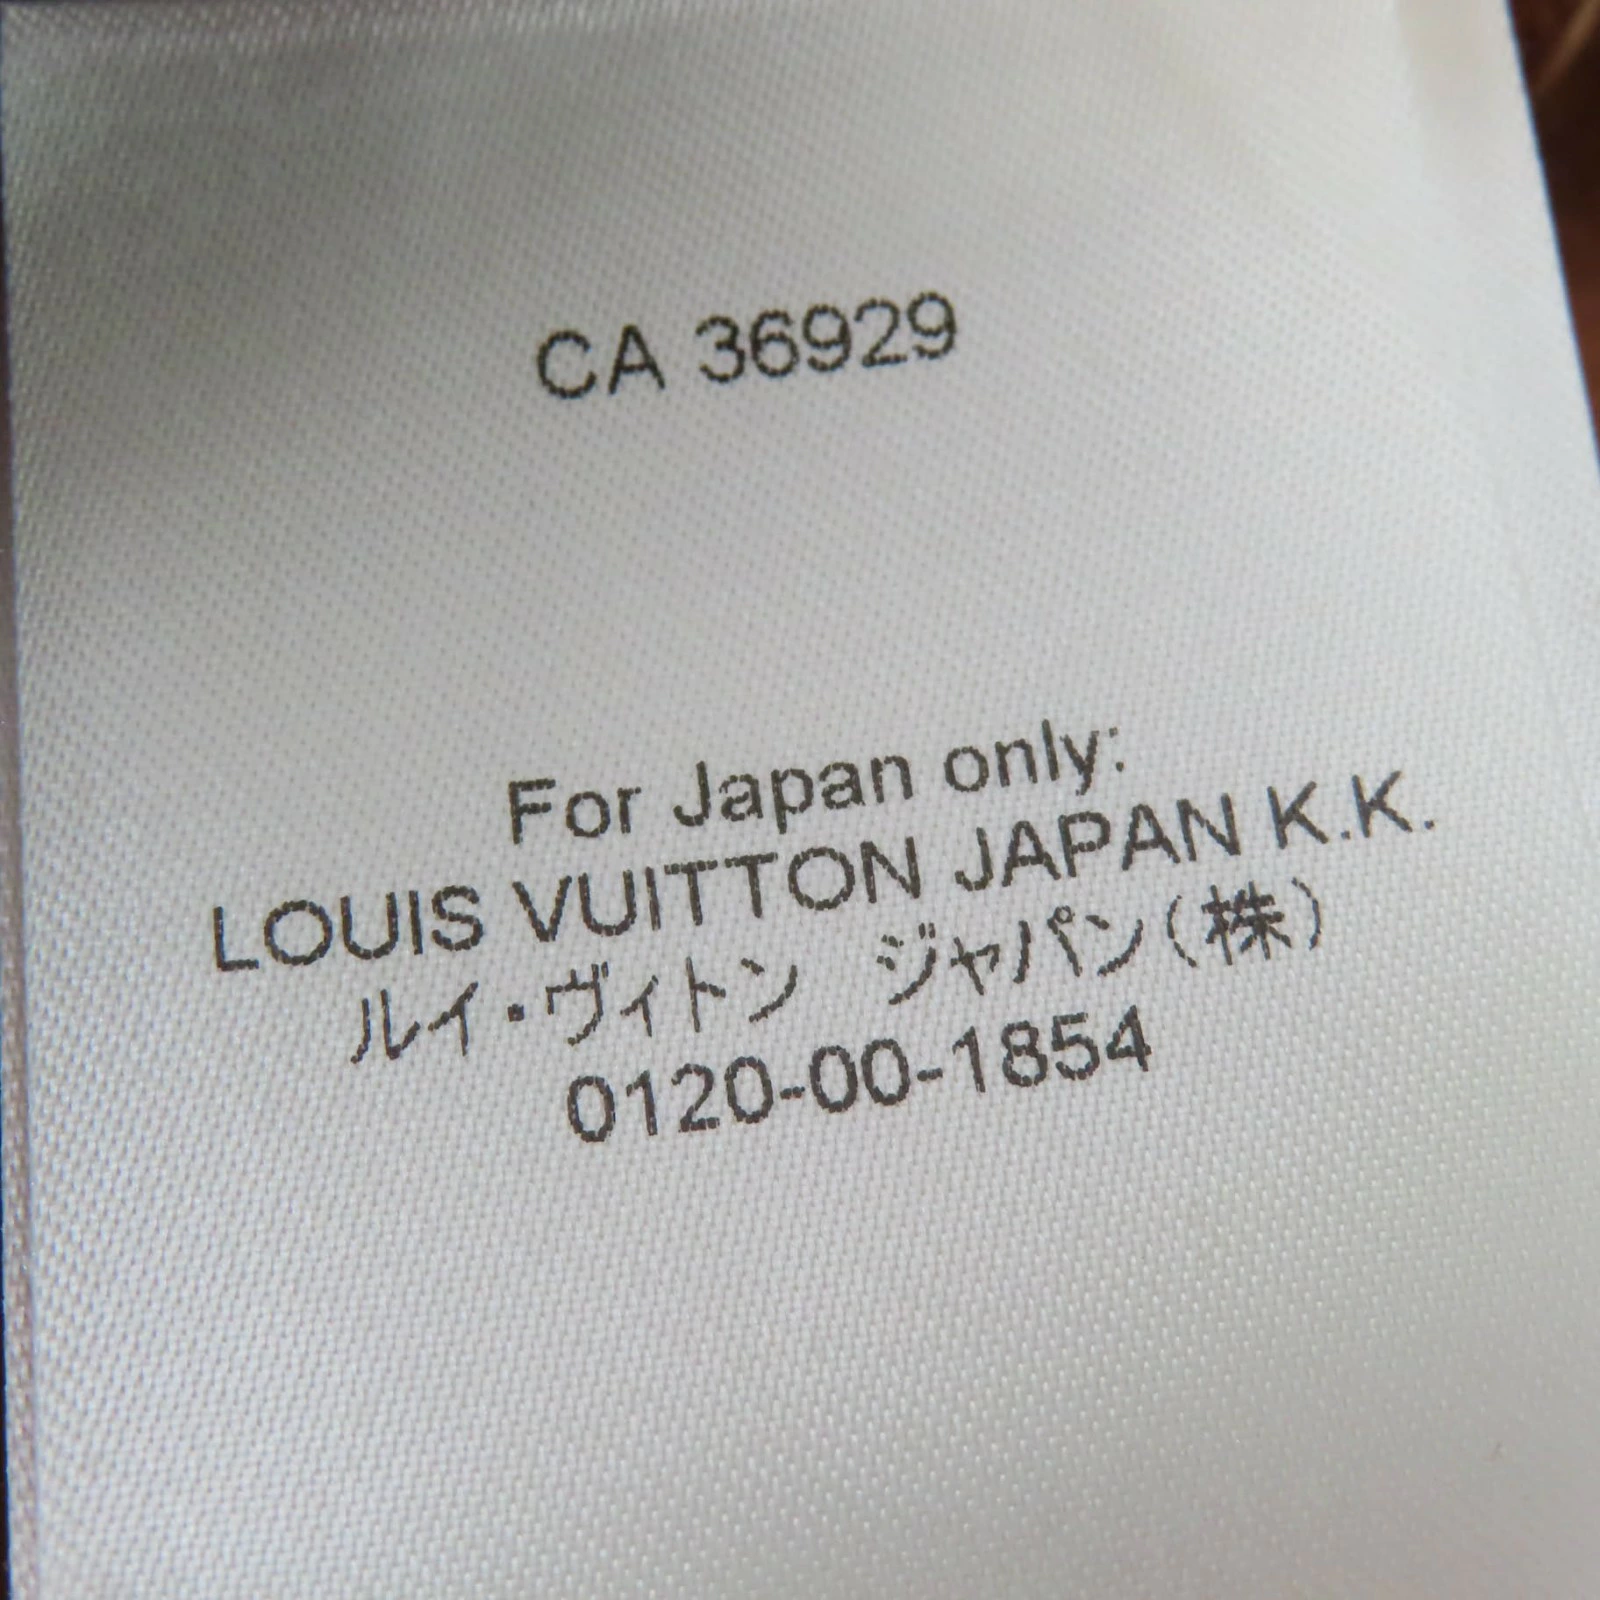 CA 36929
For Japan only:
LOUIS VUITTON JAPAN K.K.
ルイ・ヴィトン　ジャパン(株)
0120-00-1854